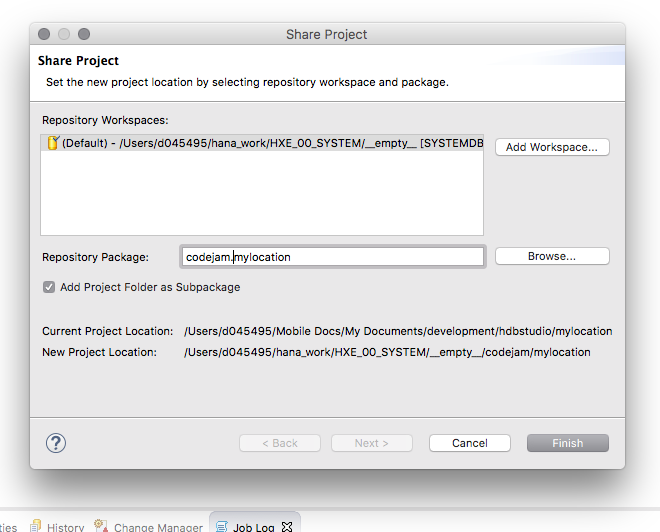 Share Project
Share Project
Set the new project location by selecting repository workspace and package.
Repository Workspaces:
(Default) - /Users/d045495/hana_work/HXE_00_SYSTEM/__empty__ [SYSTEMDB
Add Workspace...
Repository Package: codejam.mylocation Browse...
Add Project Folder as Subpackage
Current Project Location: /Users/d045495/Mobile Docs/My Documents/development/hdbstudio/mylocation
New Project Location: /Users/d045495/hana_work/HXE_00_SYSTEM/__empty__/codejam/mylocation
? < Back Next > Cancel Finish
ties History Change Manager Job Log